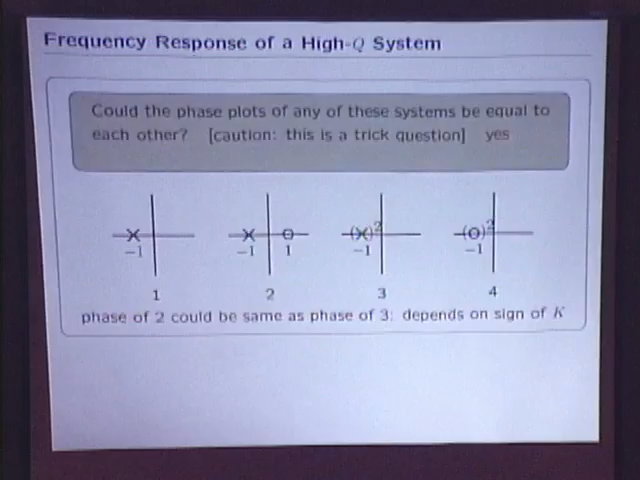 Frequency Response of a High-Q System
Could the phase plots of any of these systems be equal to
each other? [caution: this is a trick question] yes
−1
−1 1
( )² −1
( )² −1
1 2 3 4
phase of 2 could be same as phase of 3: depends on sign of K